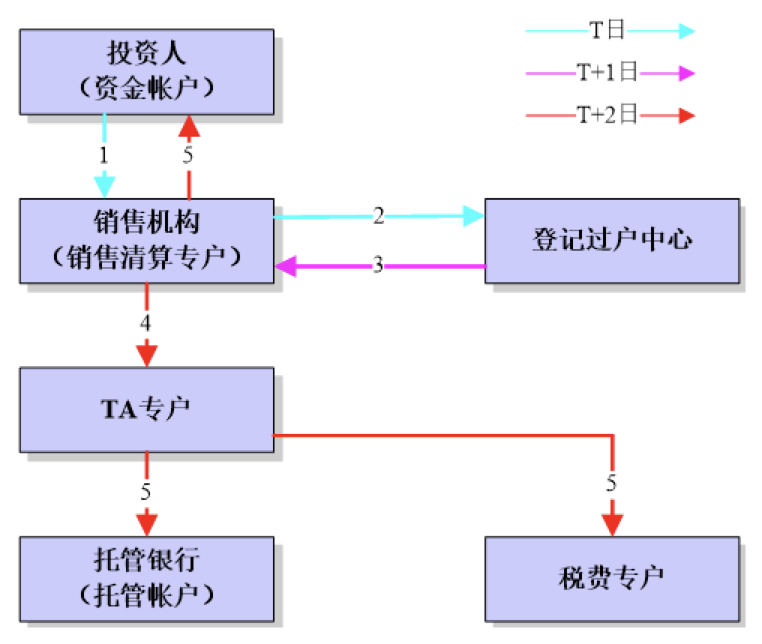 投资人
（资金帐户）
T日
T+1日
T+2日
1
5
销售机构
（销售清算专户）
2
3
登记过户中心
4
TA专户
5
5
托管银行
（托管帐户）
税费专户